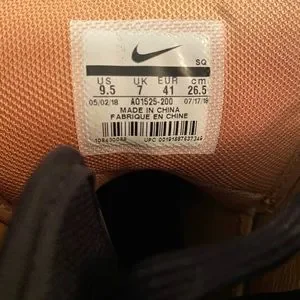 SQ
US UK EUR cm
9.5 7 41 26.5
05/02/18 AO1525-200 07/17/18
MADE IN CHINA
FABRIQUE EN CHINE